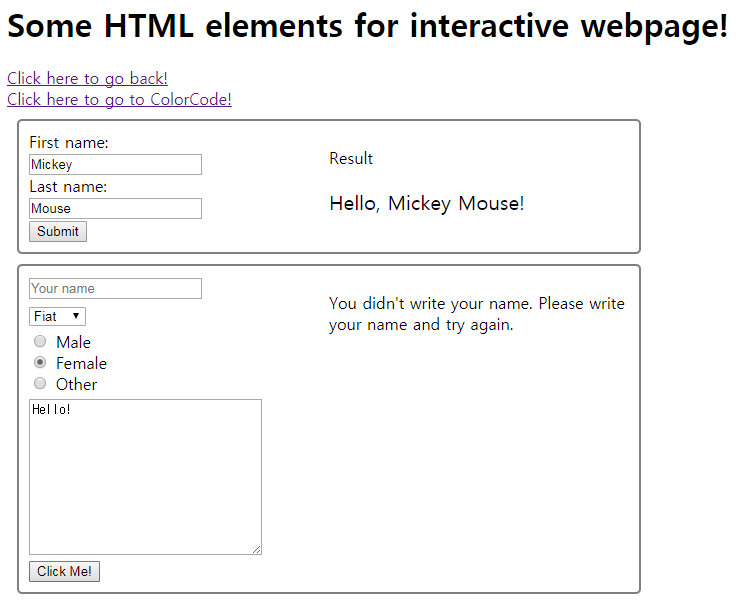 Some HTML elements for interactive webpage!
Click here to go back!
Click here to go to ColorCode!
First name:
Mickey
Last name:
Mouse
Submit
Result
Hello, Mickey Mouse!
Your name
Fiat
Male
Female
Other
Hello!
Click Me!
You didn't write your name. Please write
your name and try again.